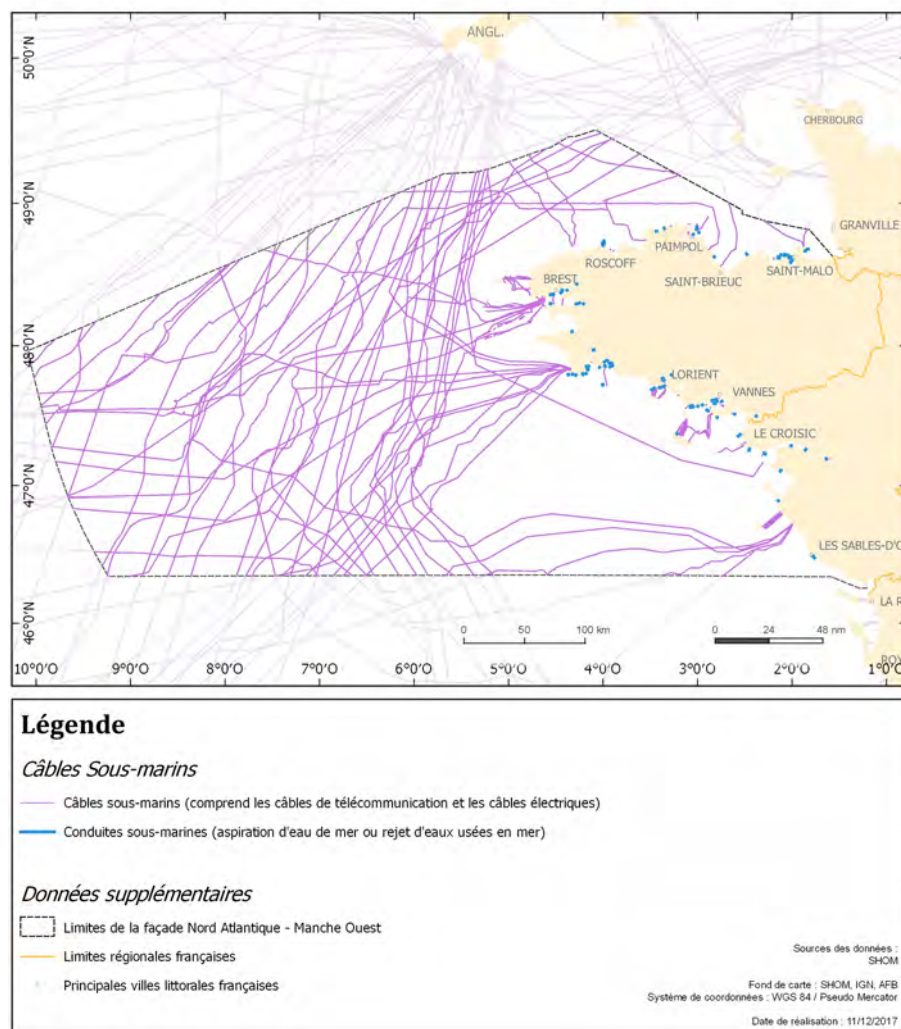 ANGL.
50°0'N
CHERBOURG
49°0'N
GRANVILLE
PAIMPOL
ROSCOFF
SAINT-MALO
SAINT-BRIEUC
BREST
48°0'N
LORIENT
VANNES
LE CROISIC
47°0'N
LES SABLES-D'O
46°0'N
LA R
0 50 100 km
0 24 48 nm
ROY
10°0'O 9°0'O 8°0'O 7°0'O 6°0'O 5°0'O 4°0'O 3°0'O 2°0'O 1°0'O
Légende
Câbles Sous-marins
Câbles sous-marins (comprend les câbles de télécommunication et les câbles électriques)
Conduites sous-marines (aspiration d'eau de mer ou rejet d'eaux usées en mer)
Données supplémentaires
Limites de la façade Nord Atlantique - Manche Ouest
Limites régionales françaises
Principales villes littorales françaises
Sources des données :
SHOM
Fond de carte : SHOM, IGN, AFB
Système de coordonnées : WGS 84 / Pseudo Mercator
Date de réalisation : 11/12/2017